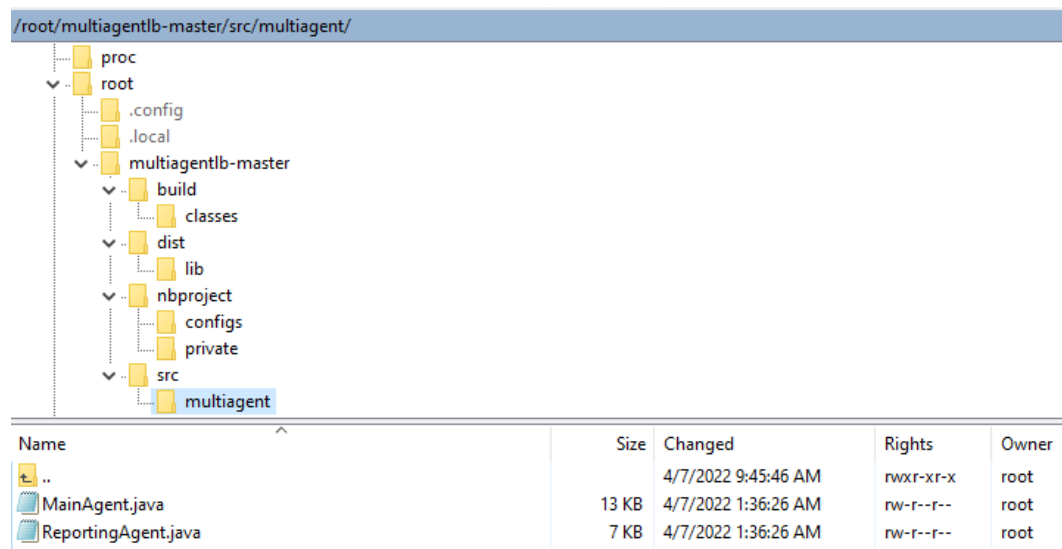 /root/multiagentlb-master/src/multiagent/
proc
root
.config
.local
multiagentlb-master
build
classes
dist
lib
nbproject
configs
private
src
multiagent
Name Size Changed Rights Owner
.. 4/7/2022 9:45:46 AM rwxr-xr-x root
MainAgent.java 13 KB 4/7/2022 1:36:26 AM rw-r--r-- root
ReportingAgent.java 7 KB 4/7/2022 1:36:26 AM rw-r--r-- root